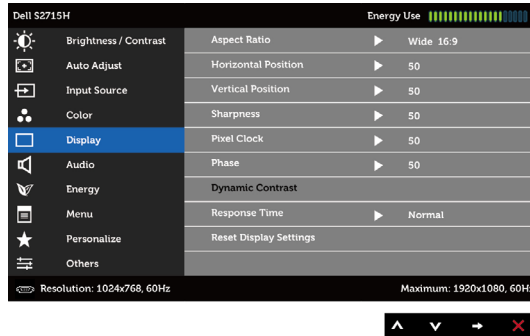 Dell S2715H Energy Use
Brightness / Contrast Aspect Ratio Wide 16:9
Auto Adjust Horizontal Position 50
Input Source Vertical Position 50
Color Sharpness 50
Display Pixel Clock 50
Audio Phase 50
Energy Dynamic Contrast
Menu Response Time Normal
Personalize Reset Display Settings
Others
Resolution: 1024x768, 60Hz Maximum: 1920x1080, 60Hz